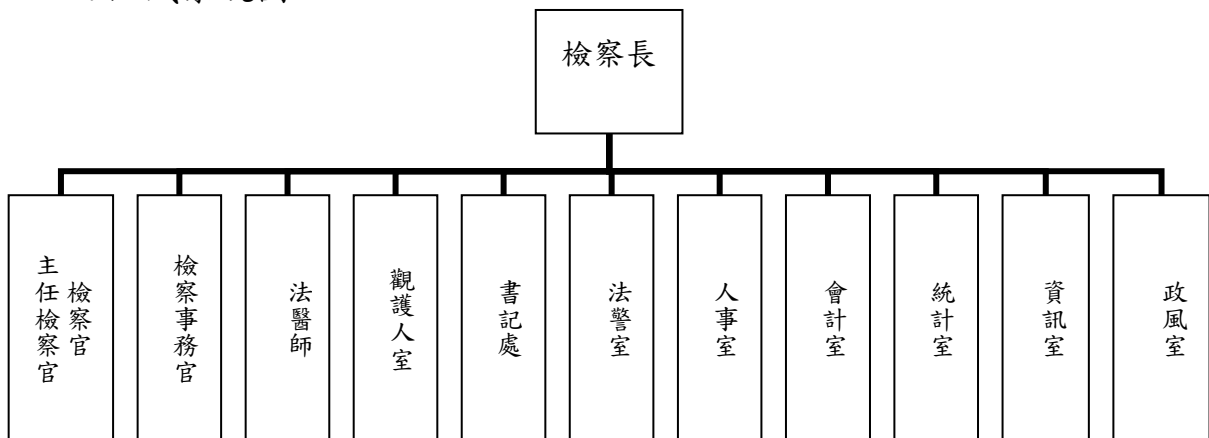 檢察長
主任檢察官
檢察官
檢察事務官
法醫師
觀護人室
書記處
法警室
人事室
會計室
統計室
資訊室
政風室